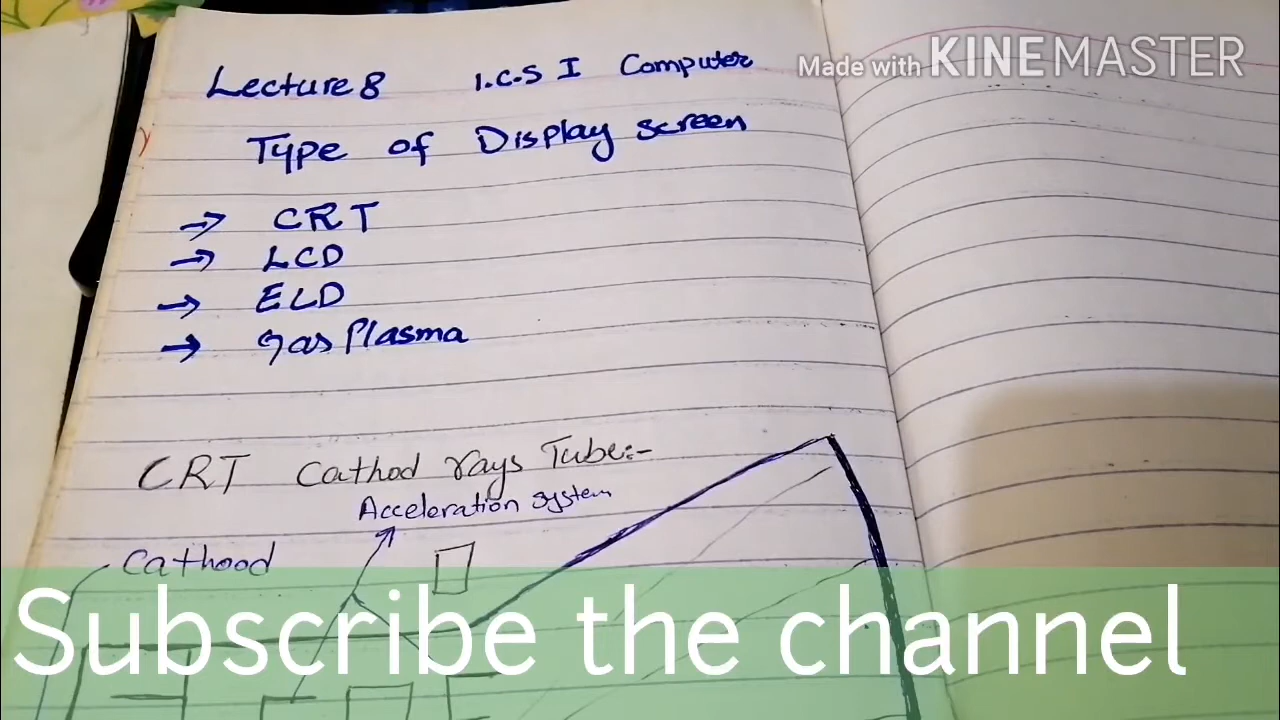 Made with KINEMASTER
Lecture 8 I.C.S I Computer
Type of Display screen
→ CRT
→ LCD
→ ELD
→ Gas Plasma
CRT Cathod rays Tube:-
Acceleration system
Cathood
Subscribe the channel